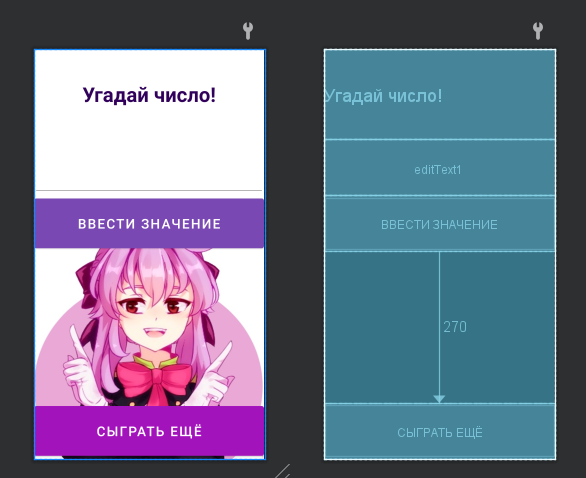 Угадай число!
ВВЕСТИ ЗНАЧЕНИЕ
СЫГРАТЬ ЕЩЁ
Угадай число!
editText1
ВВЕСТИ ЗНАЧЕНИЕ
270
СЫГРАТЬ ЕЩЁ